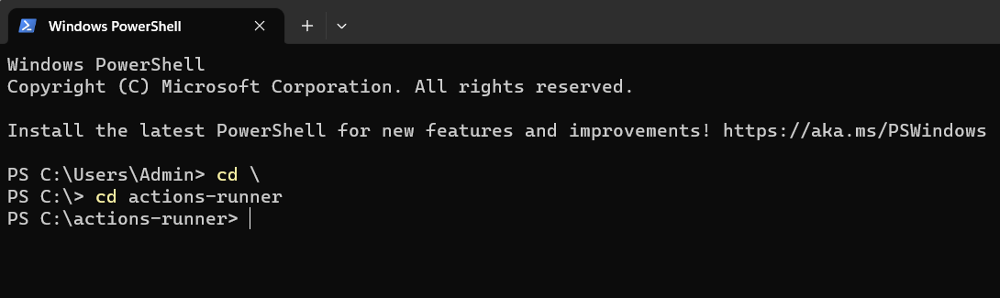 Windows PowerShell
Windows PowerShell
Copyright (C) Microsoft Corporation. All rights reserved.
Install the latest PowerShell for new features and improvements! https://aka.ms/PSWindows
PS C:\Users\Admin> cd \
PS C:\> cd actions-runner
PS C:\actions-runner>